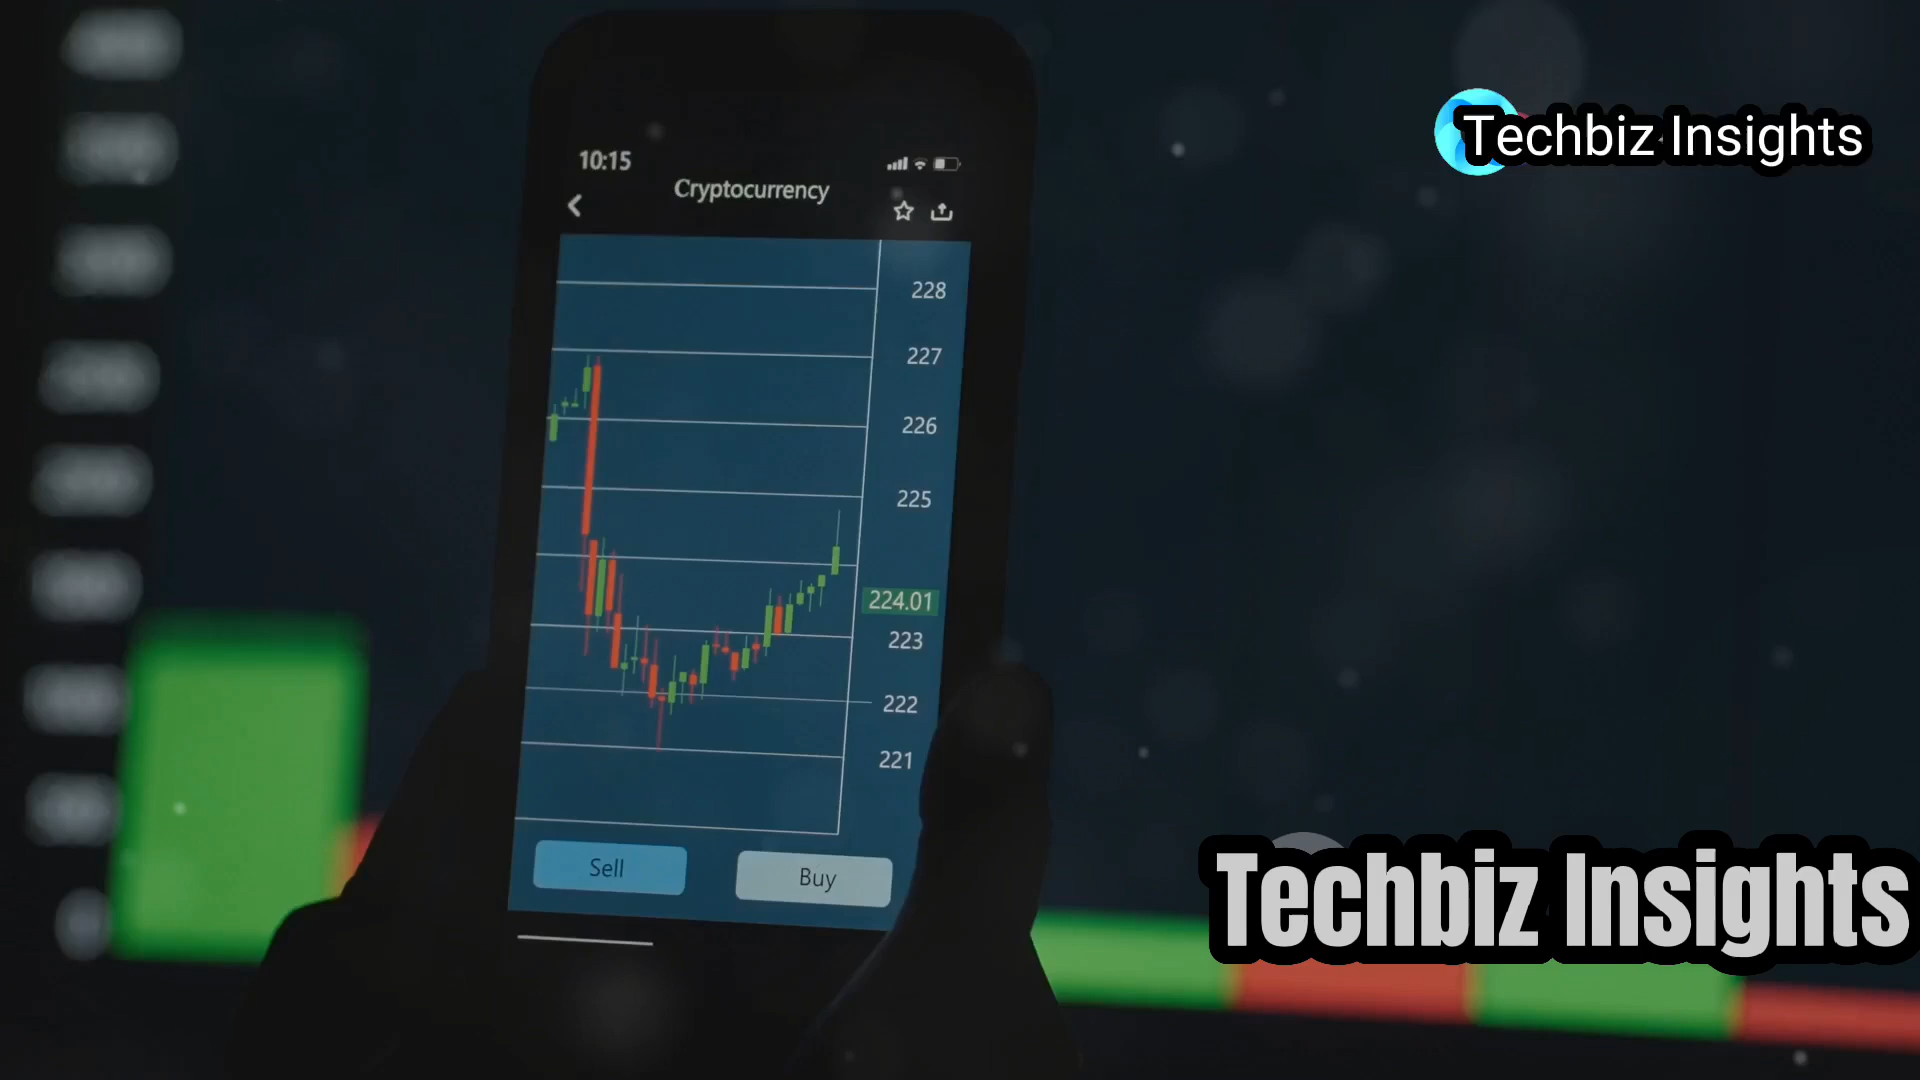 Techbiz Insights
10:15
Cryptocurrency
228
227
226
225
224.01
223
222
221
Sell
Buy
Techbiz Insights